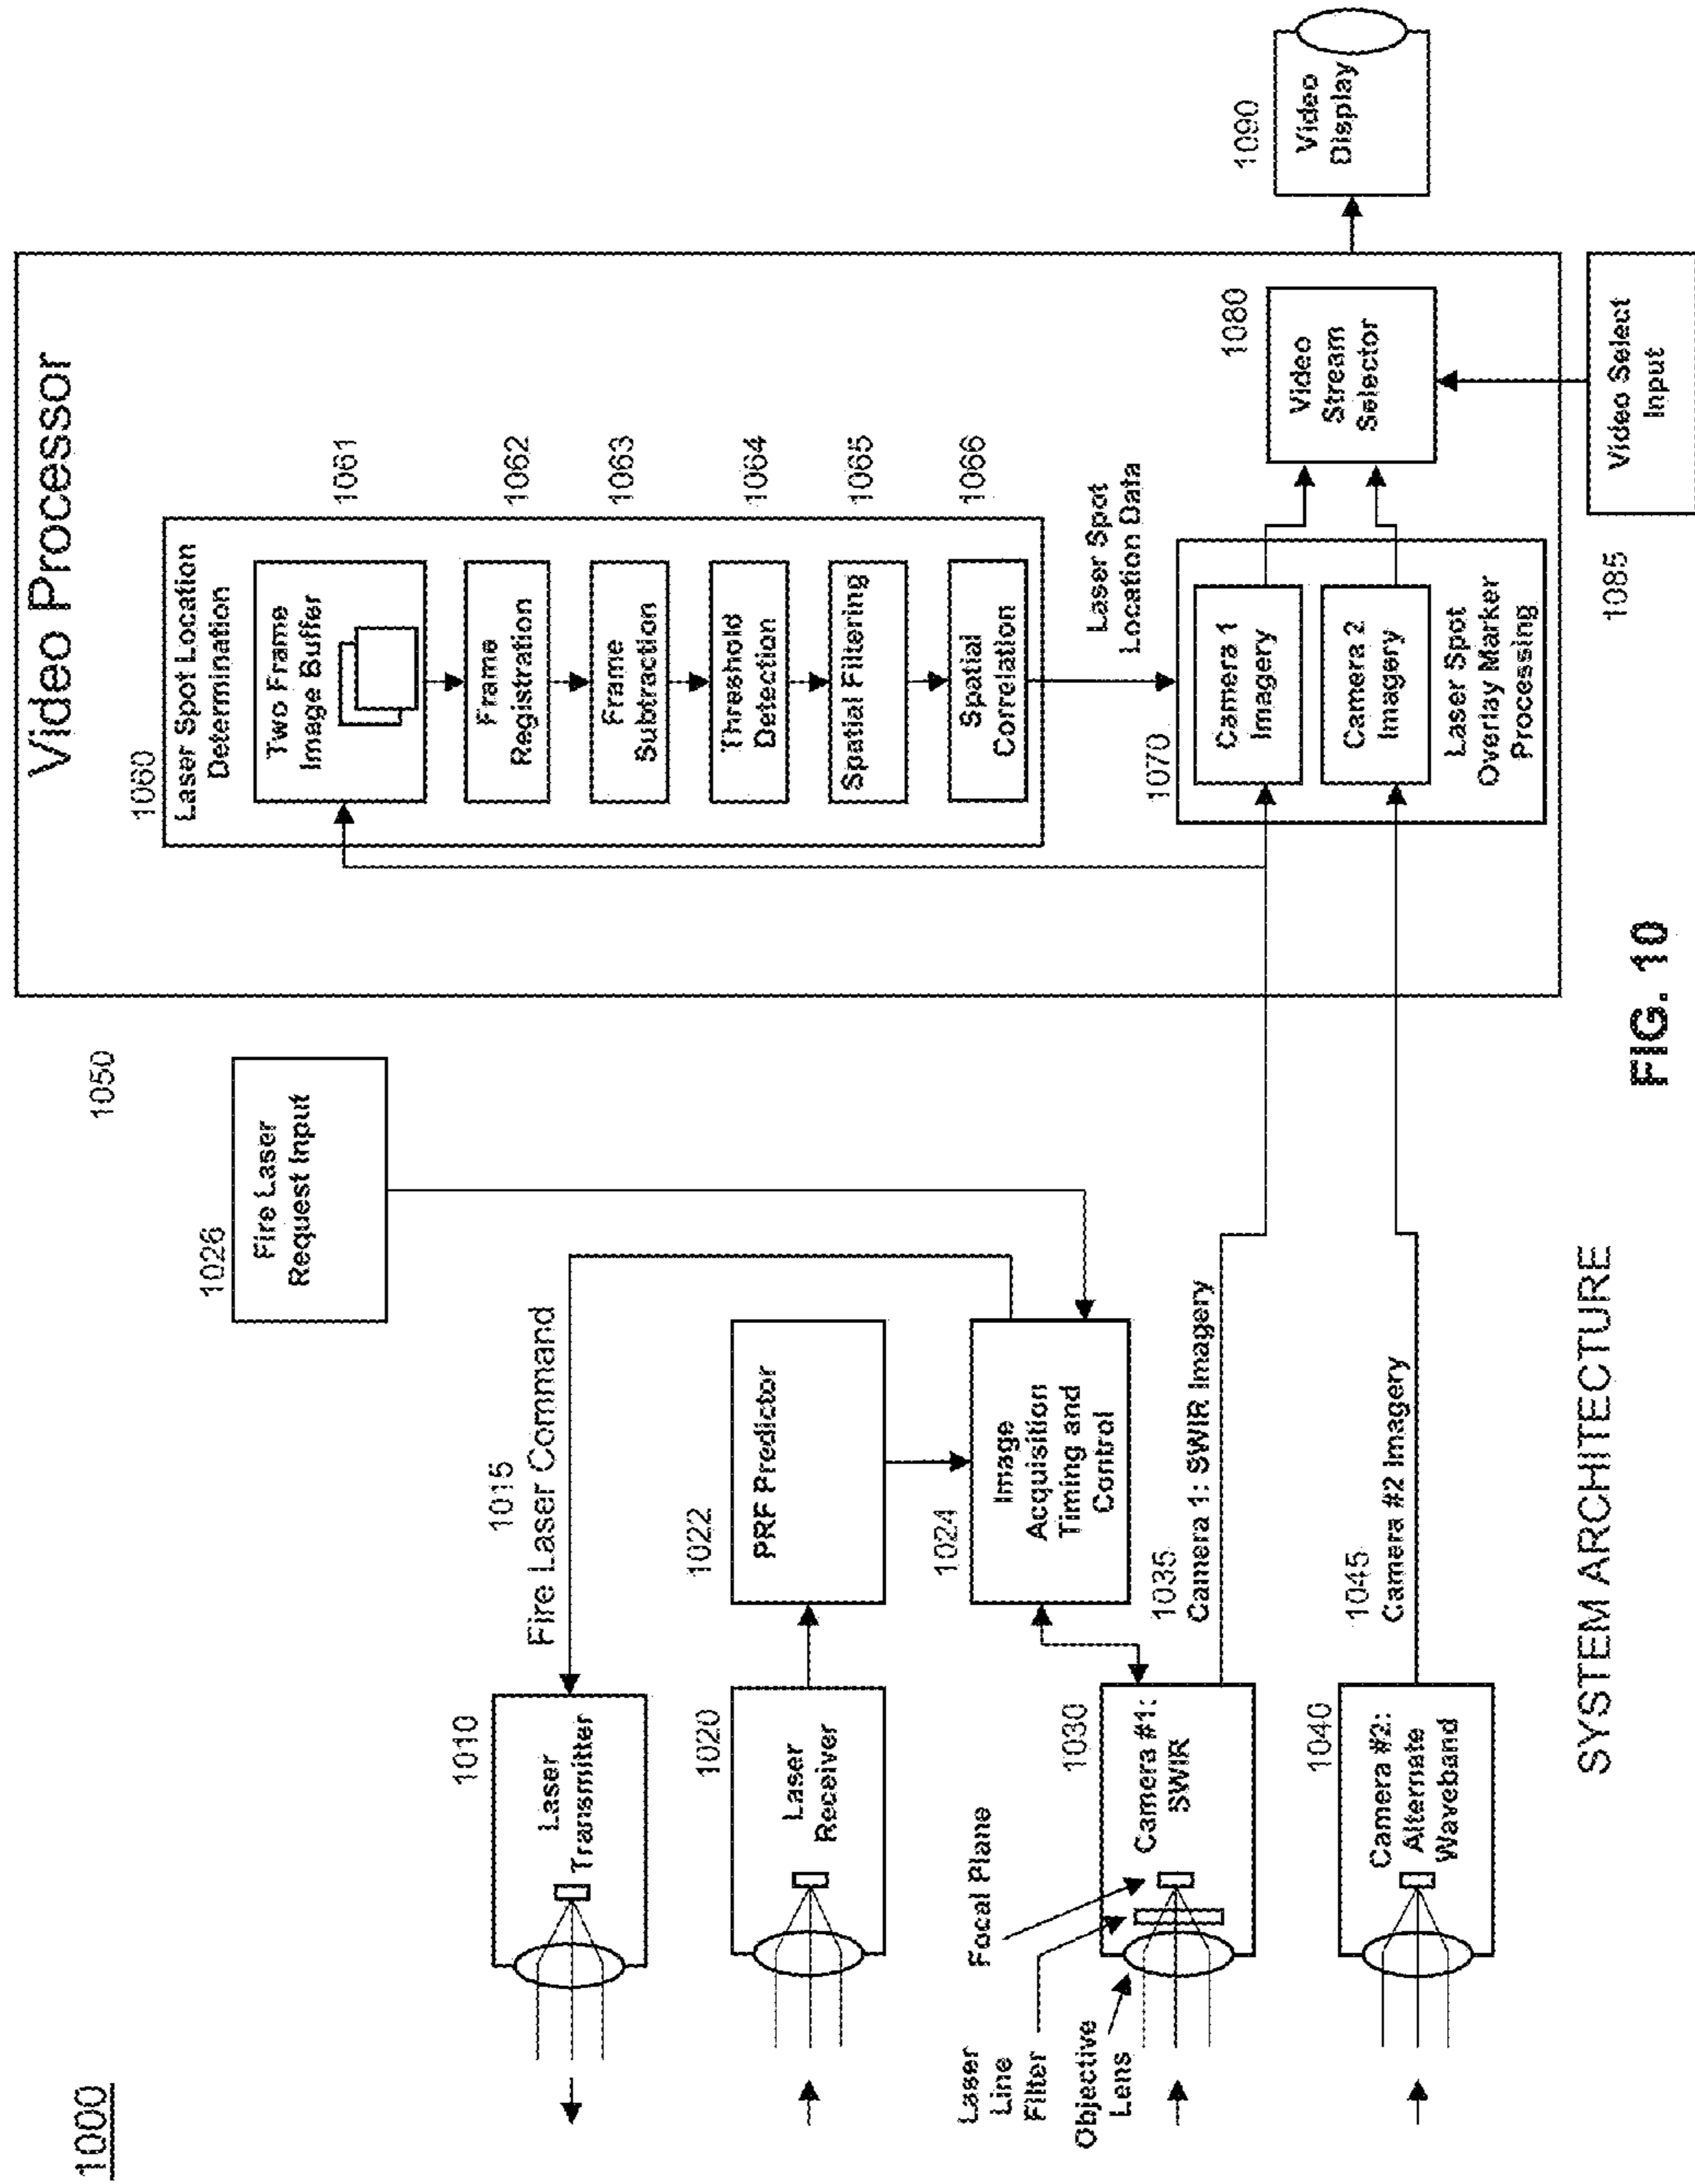 1000
1010
Laser
Transmitter
1015
Fire Laser Command
1026
Fire Laser
Request Input
1050
1020
Laser
Receiver
1022
PRF Predictor
1024
Image
Acquisition
Timing and
Control
Laser
Line
Filter
Objective
Lens
Focal Plane
1030
Camera #1:
SWIR
1035
Camera 1: SWIR Imagery
1040
Camera #2:
Alternate
Waveband
1045
Camera #2 Imagery
Video Processor
1060
Laser Spot Location
Determination
Two Frame
Image Buffer
1061
Frame
Registration
1062
Frame
Subtraction
1063
Threshold
Detection
1064
Spatial Filtering
1065
Spatial
Correlation
1066
Laser Spot
Location Data
1070
Camera 1
Imagery
Camera 2
Imagery
Laser Spot
Overlay Marker
Processing
1080
Video
Stream
Selector
1085
Video Select
Input
1090
Video
Display
SYSTEM ARCHITECTURE
FIG. 10